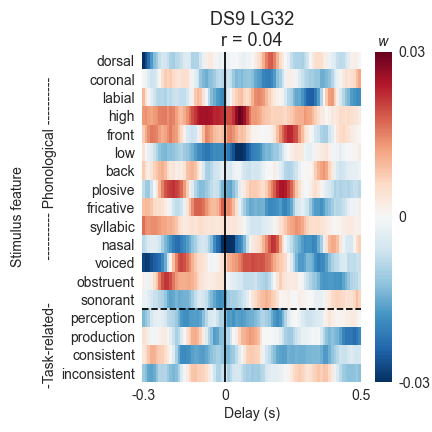 DS9 LG32
r = 0.04
w
0.03
0
-0.03
Stimulus feature
---------- Phonological ----------
-Task-related-
dorsal
coronal
labial
high
front
low
back
plosive
fricative
syllabic
nasal
voiced
obstruent
sonorant
perception
production
consistent
inconsistent
-0.3
0
0.5
Delay (s)